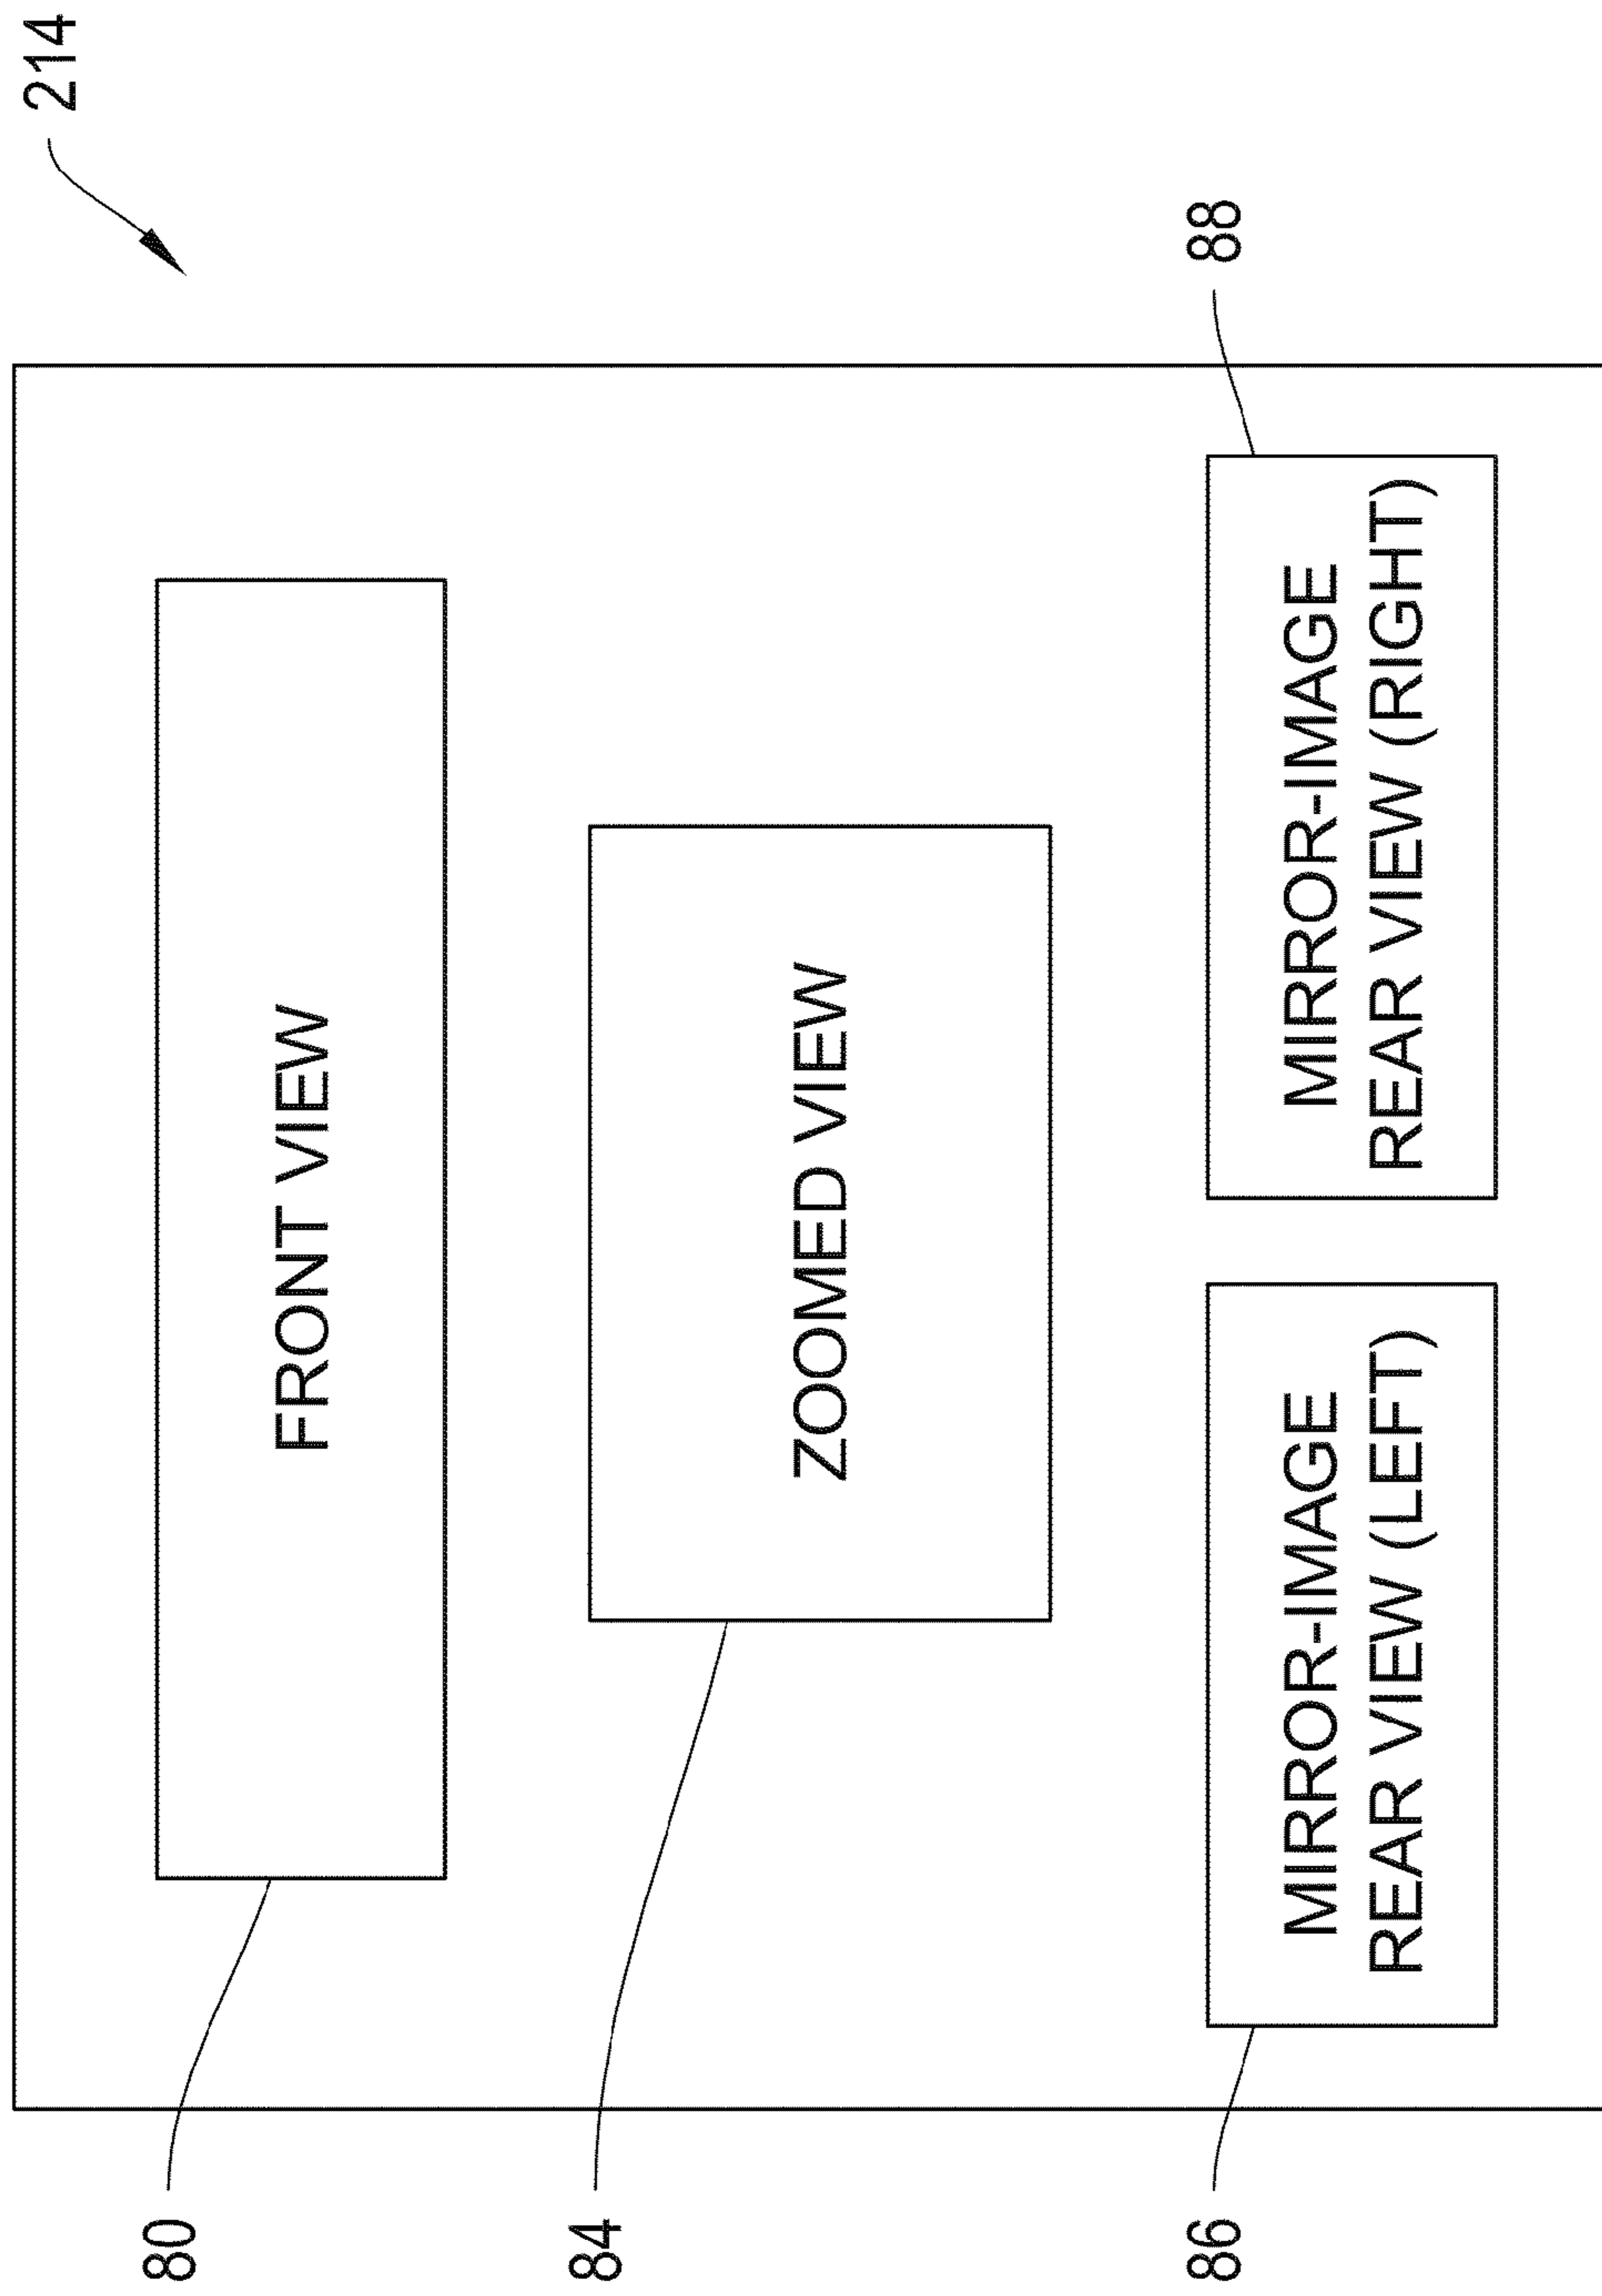 214
80
FRONT VIEW
84
ZOOMED VIEW
88
86
MIRROR-IMAGE
REAR VIEW (LEFT)
MIRROR-IMAGE
REAR VIEW (RIGHT)